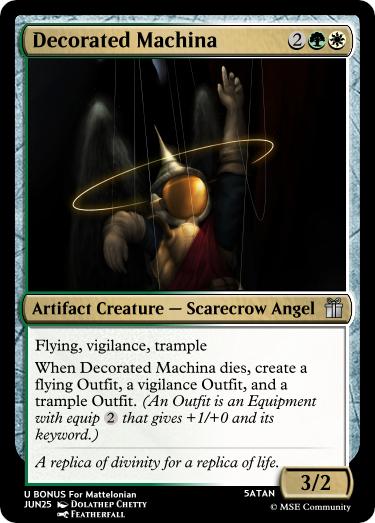 Decorated Machina 2
Artifact Creature — Scarecrow Angel
Flying, vigilance, trample
When Decorated Machina dies, create a
flying Outfit, a vigilance Outfit, and a
trample Outfit. (An Outfit is an Equipment
with equip 2 that gives +1/+0 and its
keyword.)
A replica of divinity for a replica of life.
3/2
U BONUS For Mattelonian 5ATAN © MSE Community
JUN25 Dolathep Chetty
Featherfall